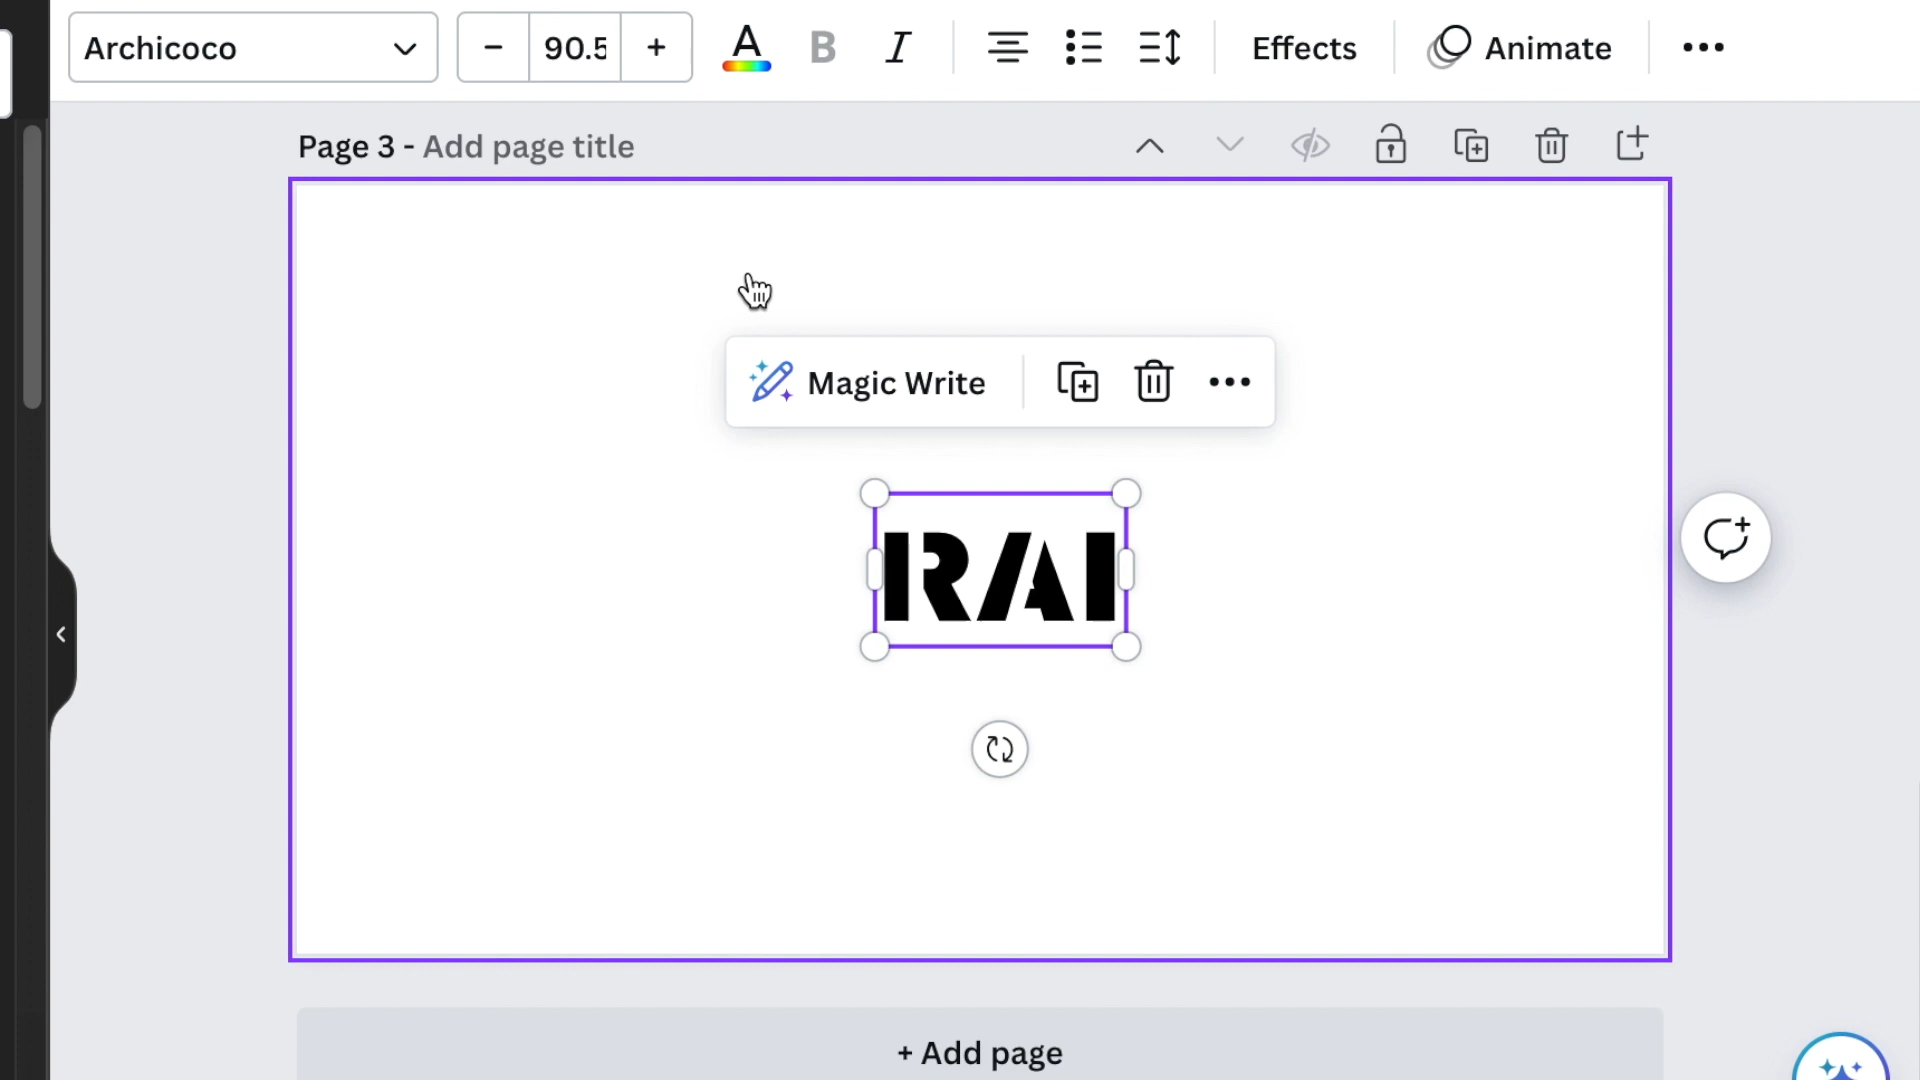 Archicoco
90.5
A
B
I
Effects
Animate
Page 3 - Add page title
Magic Write
RAI
+ Add page